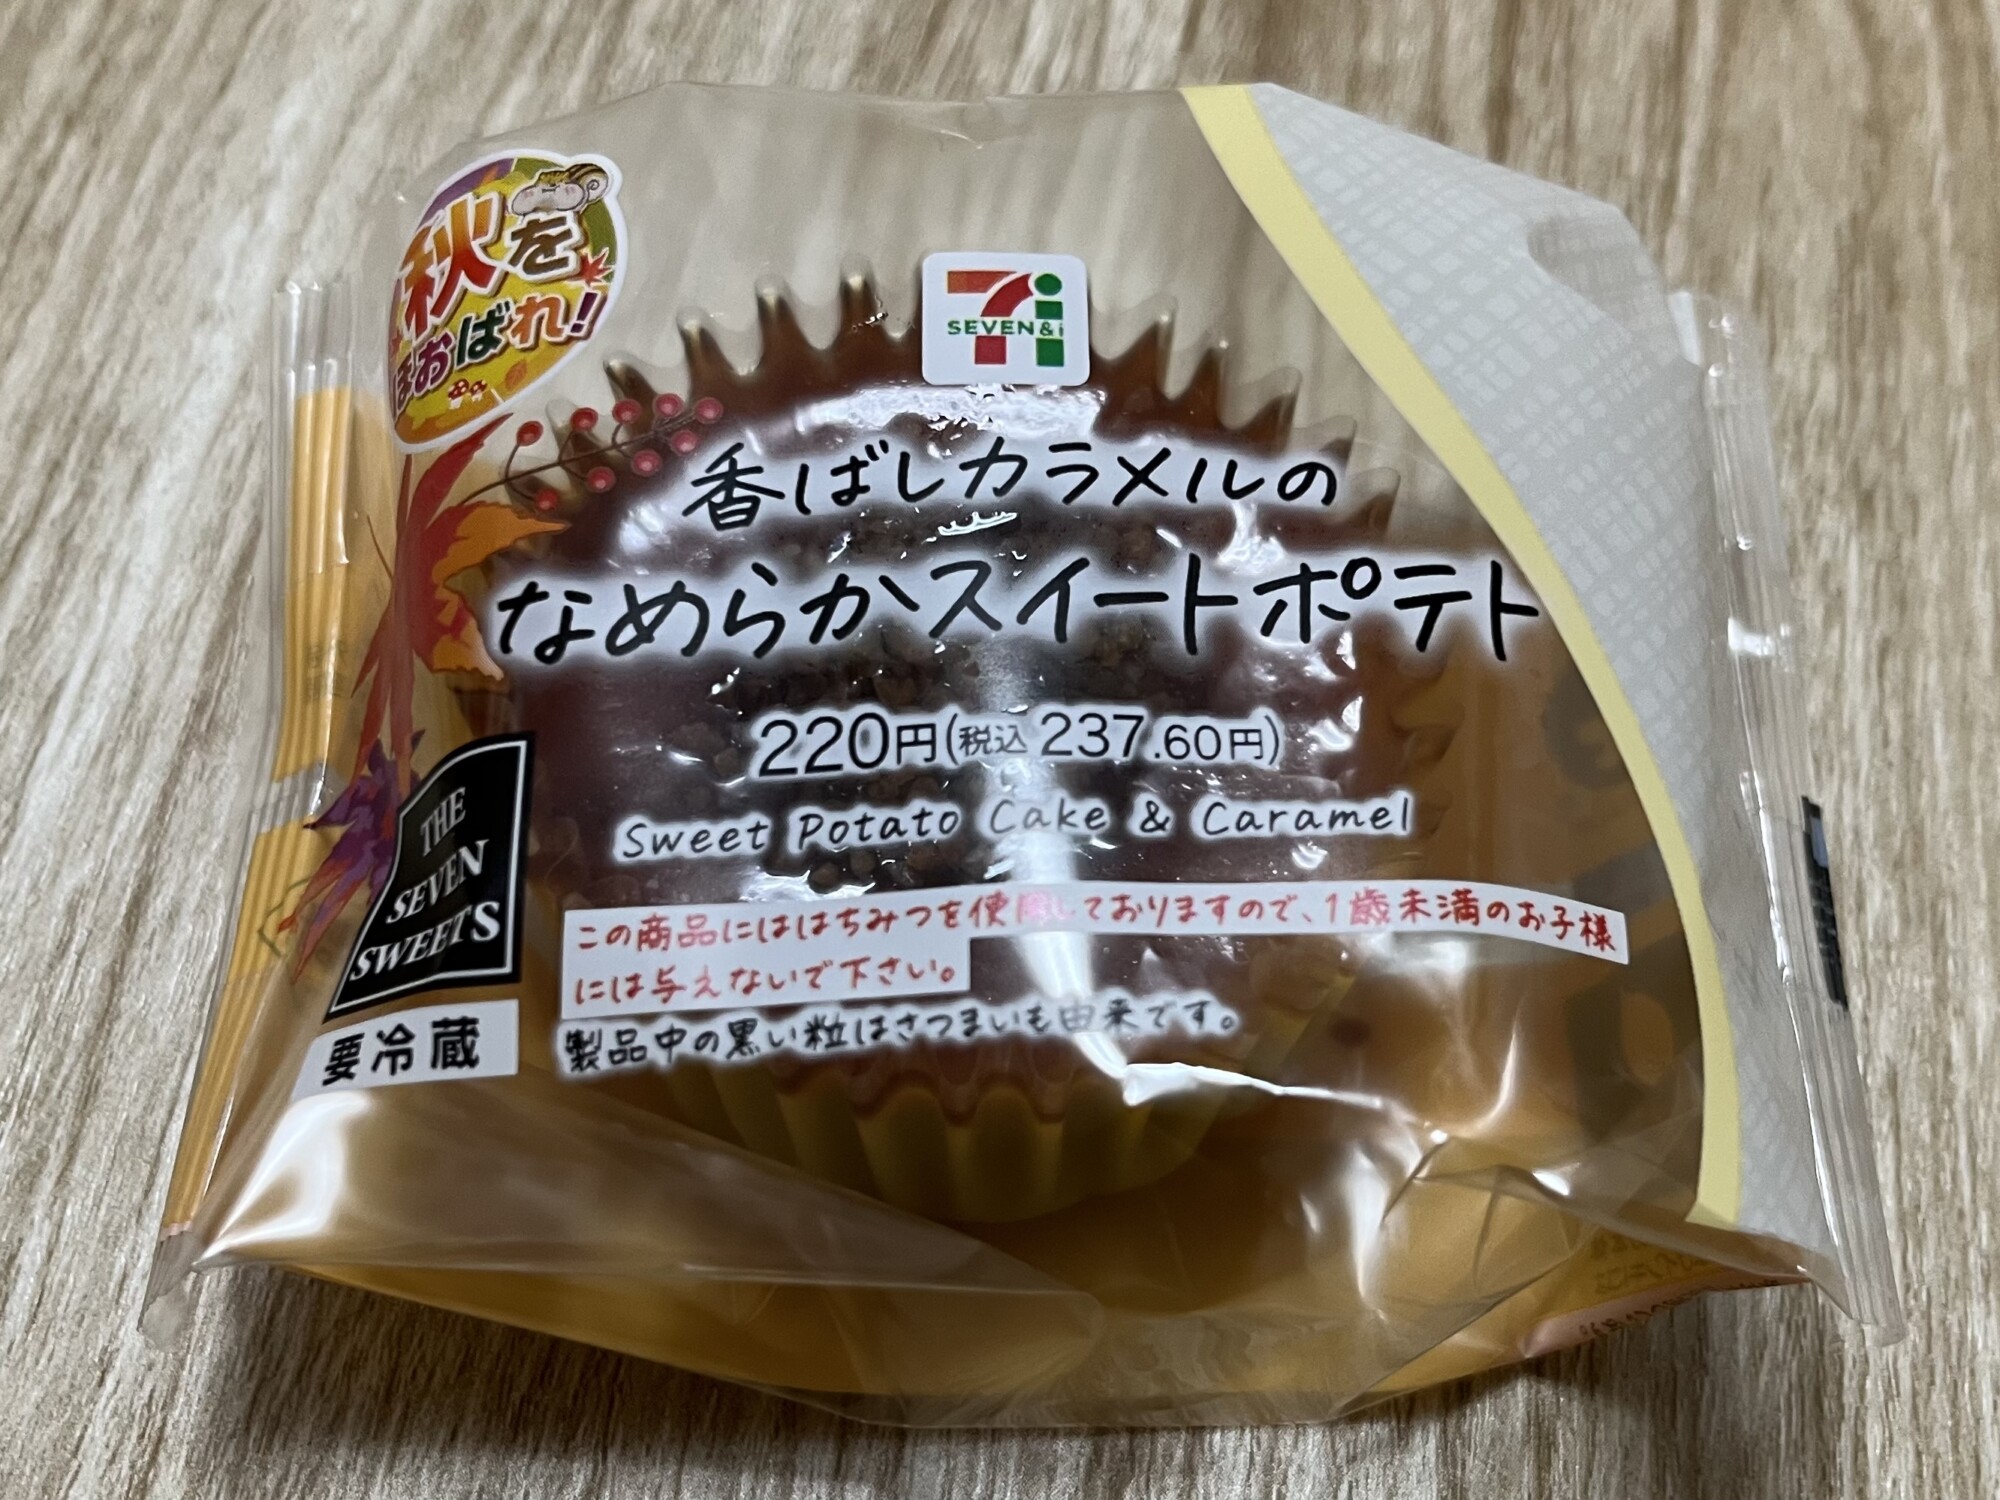 秋を
ほおばれ!
7i
SEVEN&i
香ばしカラメルの
なめらかスイートポテト
220円(税込 237.60円)
Sweet Potato Cake & Caramel
THE
SEVEN
SWEETS
この商品にははちみつを使用しておりますので、1歳未満のお子様
には与えないで下さい。
製品中の黒い粒はさつまいも由来です。
要冷蔵